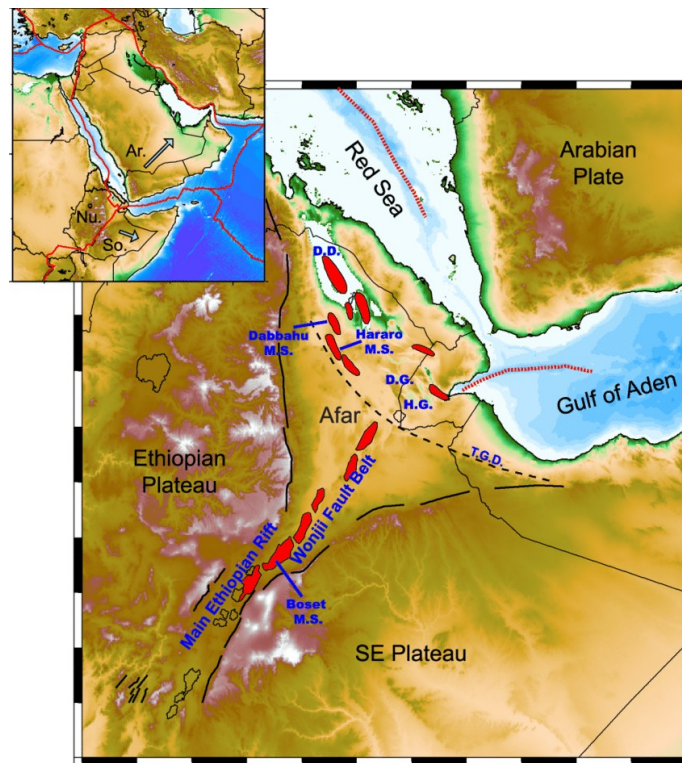 Ar.
Nu.
So.
Red Sea
Arabian
Plate
D.D.
Dabbahu
M.S.
Hararo
M.S.
D.G.
H.G.
Gulf of Aden
Afar
T.G.D.
Ethiopian
Plateau
Main Ethiopian Rift
Wonji Fault Belt
Boset
M.S.
SE Plateau